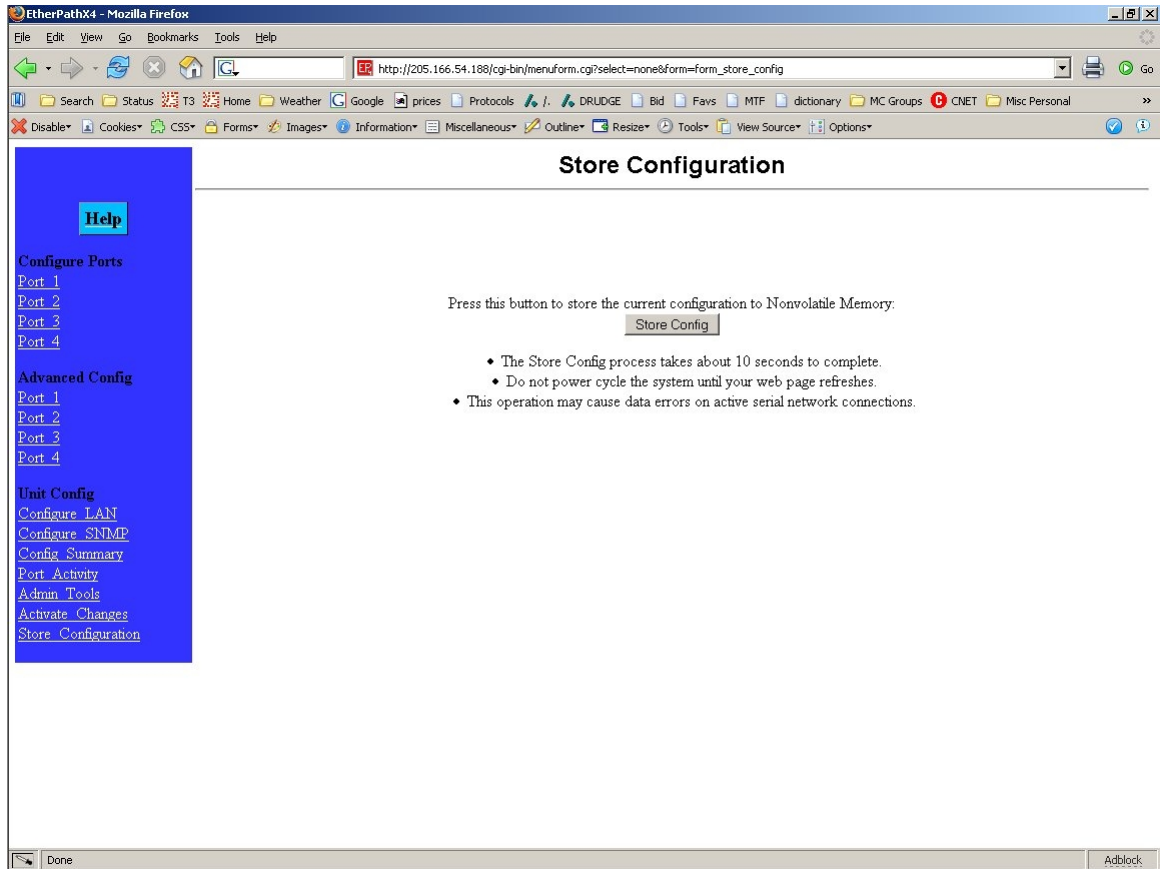 EtherPathX4 - Mozilla Firefox
File Edit View Go Bookmarks Tools Help
G http://205.166.54.188/cgi-bin/menuform.cgi?select=none&form=form_store_config Go
Search Status T3 Home Weather Google prices Protocols /. DRUDGE Bid Favs MTF dictionary MC Groups CNET Misc Personal »
Disable Cookies CSS Forms Images Information Miscellaneous Outline Resize Tools View Source Options
Store Configuration
Help
Configure Ports
Port 1
Port 2
Port 3
Port 4
Advanced Config
Port 1
Port 2
Port 3
Port 4
Unit Config
Configure LAN
Configure SNMP
Config Summary
Port Activity
Admin Tools
Activate Changes
Store Configuration
Press this button to store the current configuration to Nonvolatile Memory:
Store Config
• The Store Config process takes about 10 seconds to complete.
• Do not power cycle the system until your web page refreshes.
• This operation may cause data errors on active serial network connections.
Done Adblock